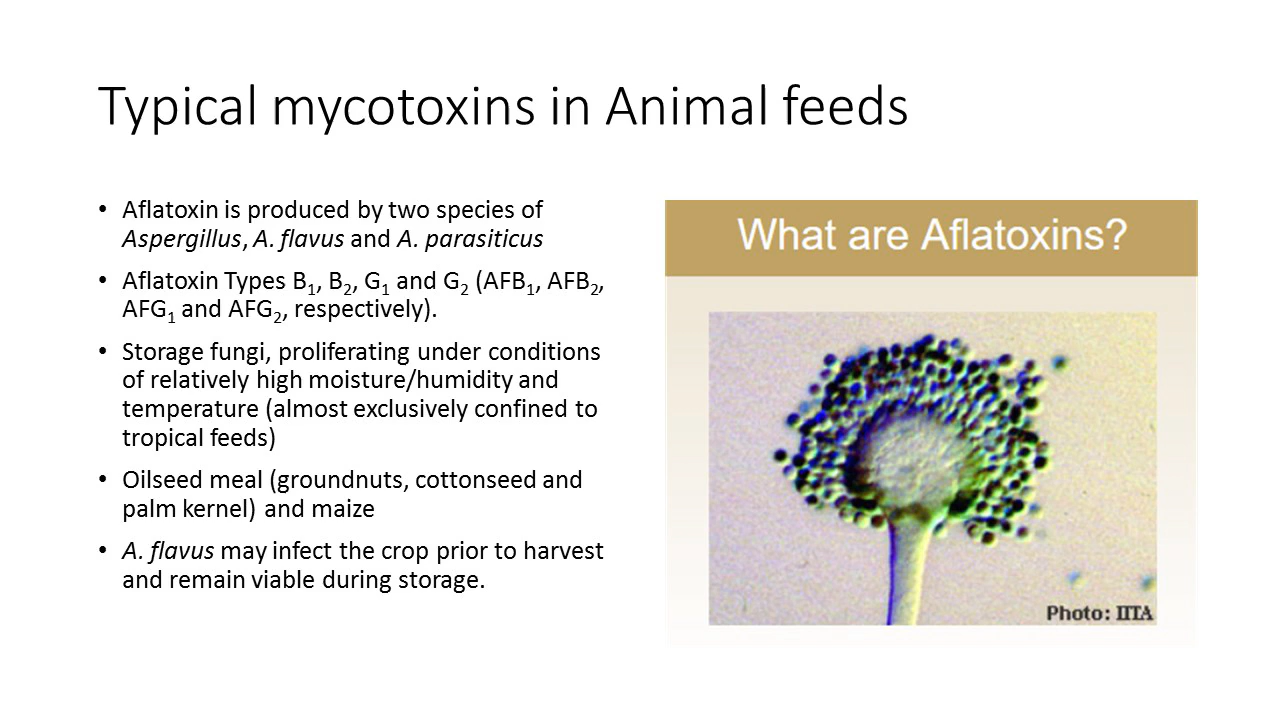 Typical mycotoxins in Animal feeds
• Aflatoxin is produced by two species of
Aspergillus, A. flavus and A. parasiticus
• Aflatoxin Types B₁, B₂, G₁ and G₂ (AFB₁, AFB₂,
AFG₁ and AFG₂, respectively).
• Storage fungi, proliferating under conditions
of relatively high moisture/humidity and
temperature (almost exclusively confined to
tropical feeds)
• Oilseed meal (groundnuts, cottonseed and
palm kernel) and maize
• A. flavus may infect the crop prior to harvest
and remain viable during storage.
What are Aflatoxins?
Photo: IITA